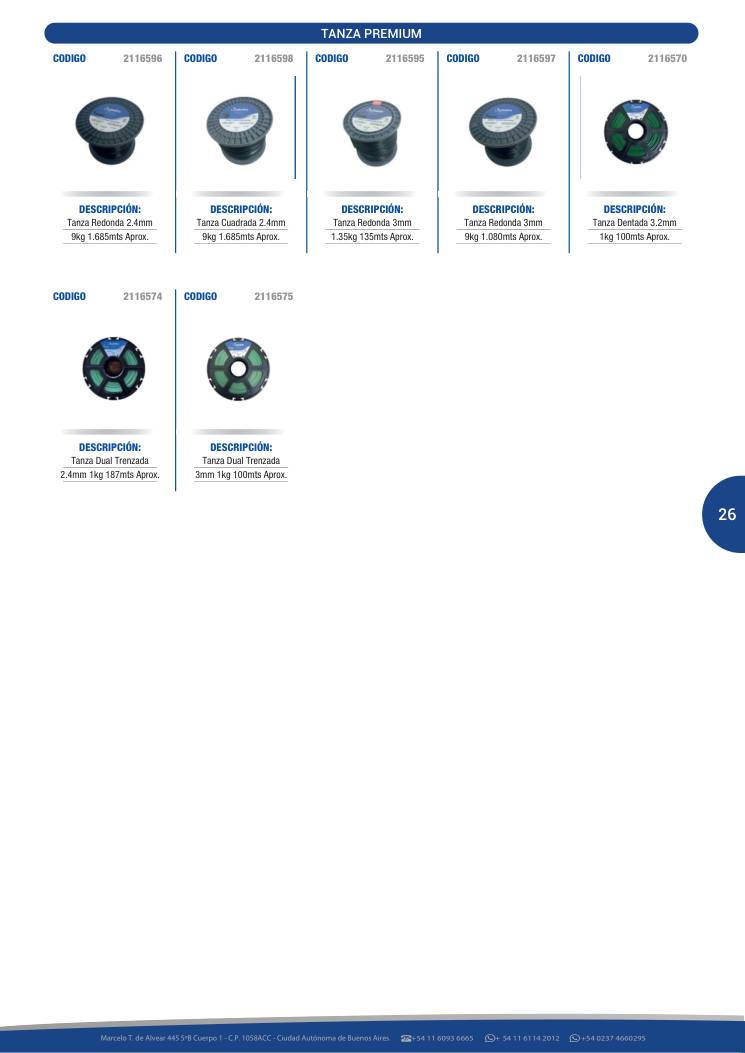 TANZA PREMIUM
CODIGO 2116596
DESCRIPCIÓN:
Tanza Redonda 2.4mm
9kg 1.685mts Aprox.
CODIGO 2116598
DESCRIPCIÓN:
Tanza Cuadrada 2.4mm
9kg 1.685mts Aprox.
CODIGO 2116595
DESCRIPCIÓN:
Tanza Redonda 3mm
1.35kg 135mts Aprox.
CODIGO 2116597
DESCRIPCIÓN:
Tanza Redonda 3mm
9kg 1.080mts Aprox.
CODIGO 2116570
DESCRIPCIÓN:
Tanza Dentada 3.2mm
1kg 100mts Aprox.
CODIGO 2116574
DESCRIPCIÓN:
Tanza Dual Trenzada
2.4mm 1kg 187mts Aprox.
CODIGO 2116575
DESCRIPCIÓN:
Tanza Dual Trenzada
3mm 1kg 100mts Aprox.
26
Marcelo T. de Alvear 445 5ºB Cuerpo 1 - C.P. 1058ACC - Ciudad Autónoma de Buenos Aires. +54 11 6093 6665 + 54 11 6114 2012 +54 0237 4660295